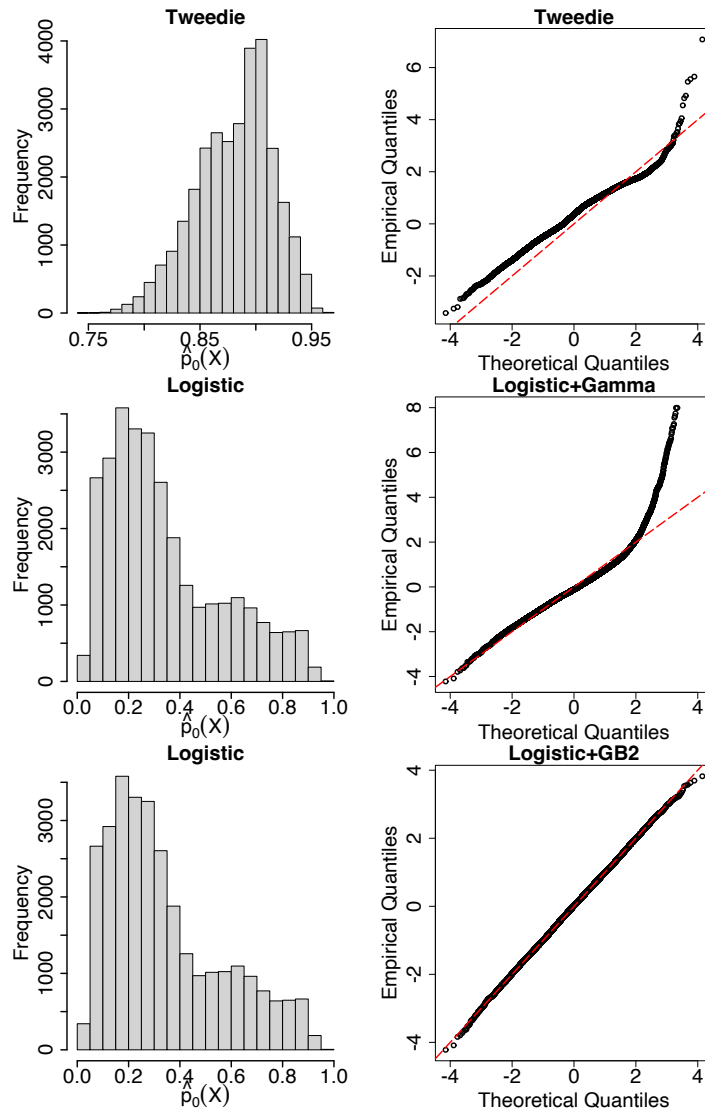 Tweedie
Frequency
0 1000 2000 3000 4000
0.75 0.85 0.95
p̂₀(X)
Tweedie
Empirical Quantiles
-2 0 2 4 6
-4 -2 0 2 4
Theoretical Quantiles
Logistic
Frequency
0 1000 3000
0.0 0.2 0.4 0.6 0.8 1.0
p̂₀(X)
Logistic+Gamma
Empirical Quantiles
-4 -2 0 2 4 6 8
-4 -2 0 2 4
Theoretical Quantiles
Logistic
Frequency
0 1000 3000
0.0 0.2 0.4 0.6 0.8 1.0
p̂₀(X)
Logistic+GB2
Empirical Quantiles
-4 -2 0 2 4
-4 -2 0 2 4
Theoretical Quantiles